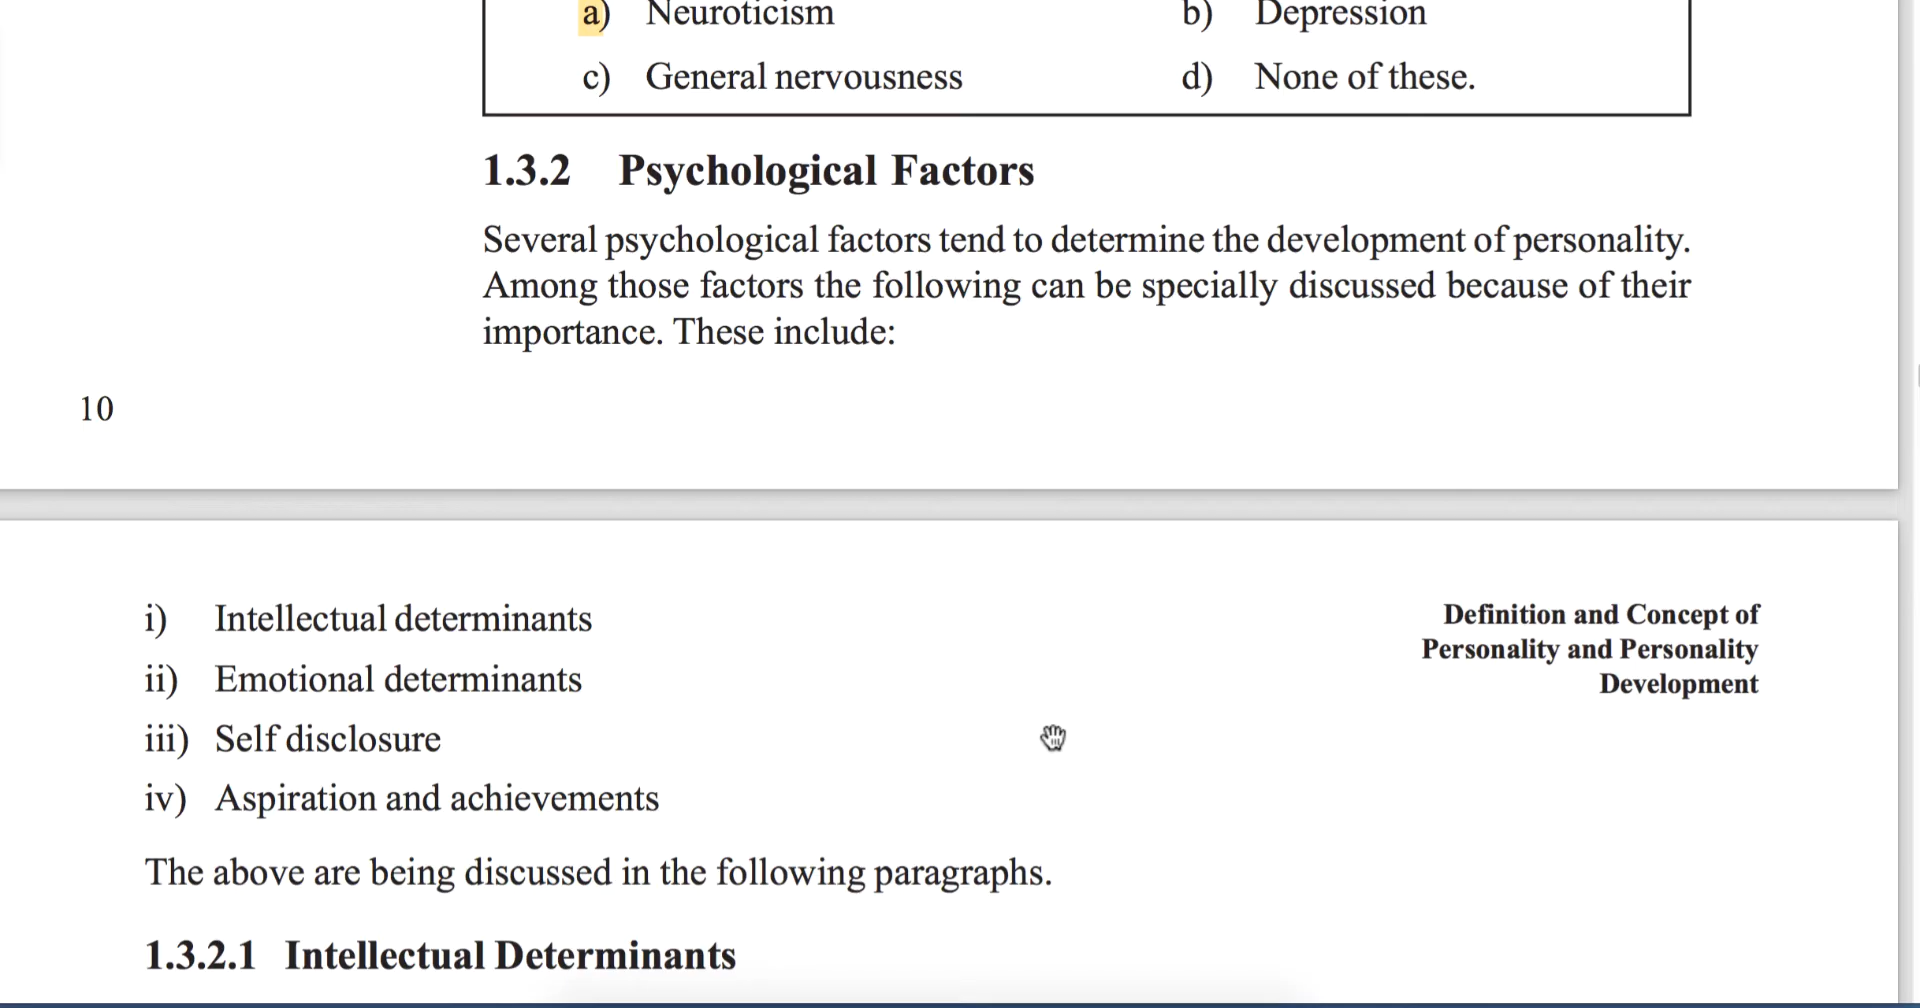 a) Neuroticism b) Depression
c) General nervousness d) None of these.
1.3.2 Psychological Factors
Several psychological factors tend to determine the development of personality.
Among those factors the following can be specially discussed because of their
importance. These include:
10
i) Intellectual determinants
ii) Emotional determinants
iii) Self disclosure
iv) Aspiration and achievements
Definition and Concept of
Personality and Personality
Development
The above are being discussed in the following paragraphs.
1.3.2.1 Intellectual Determinants